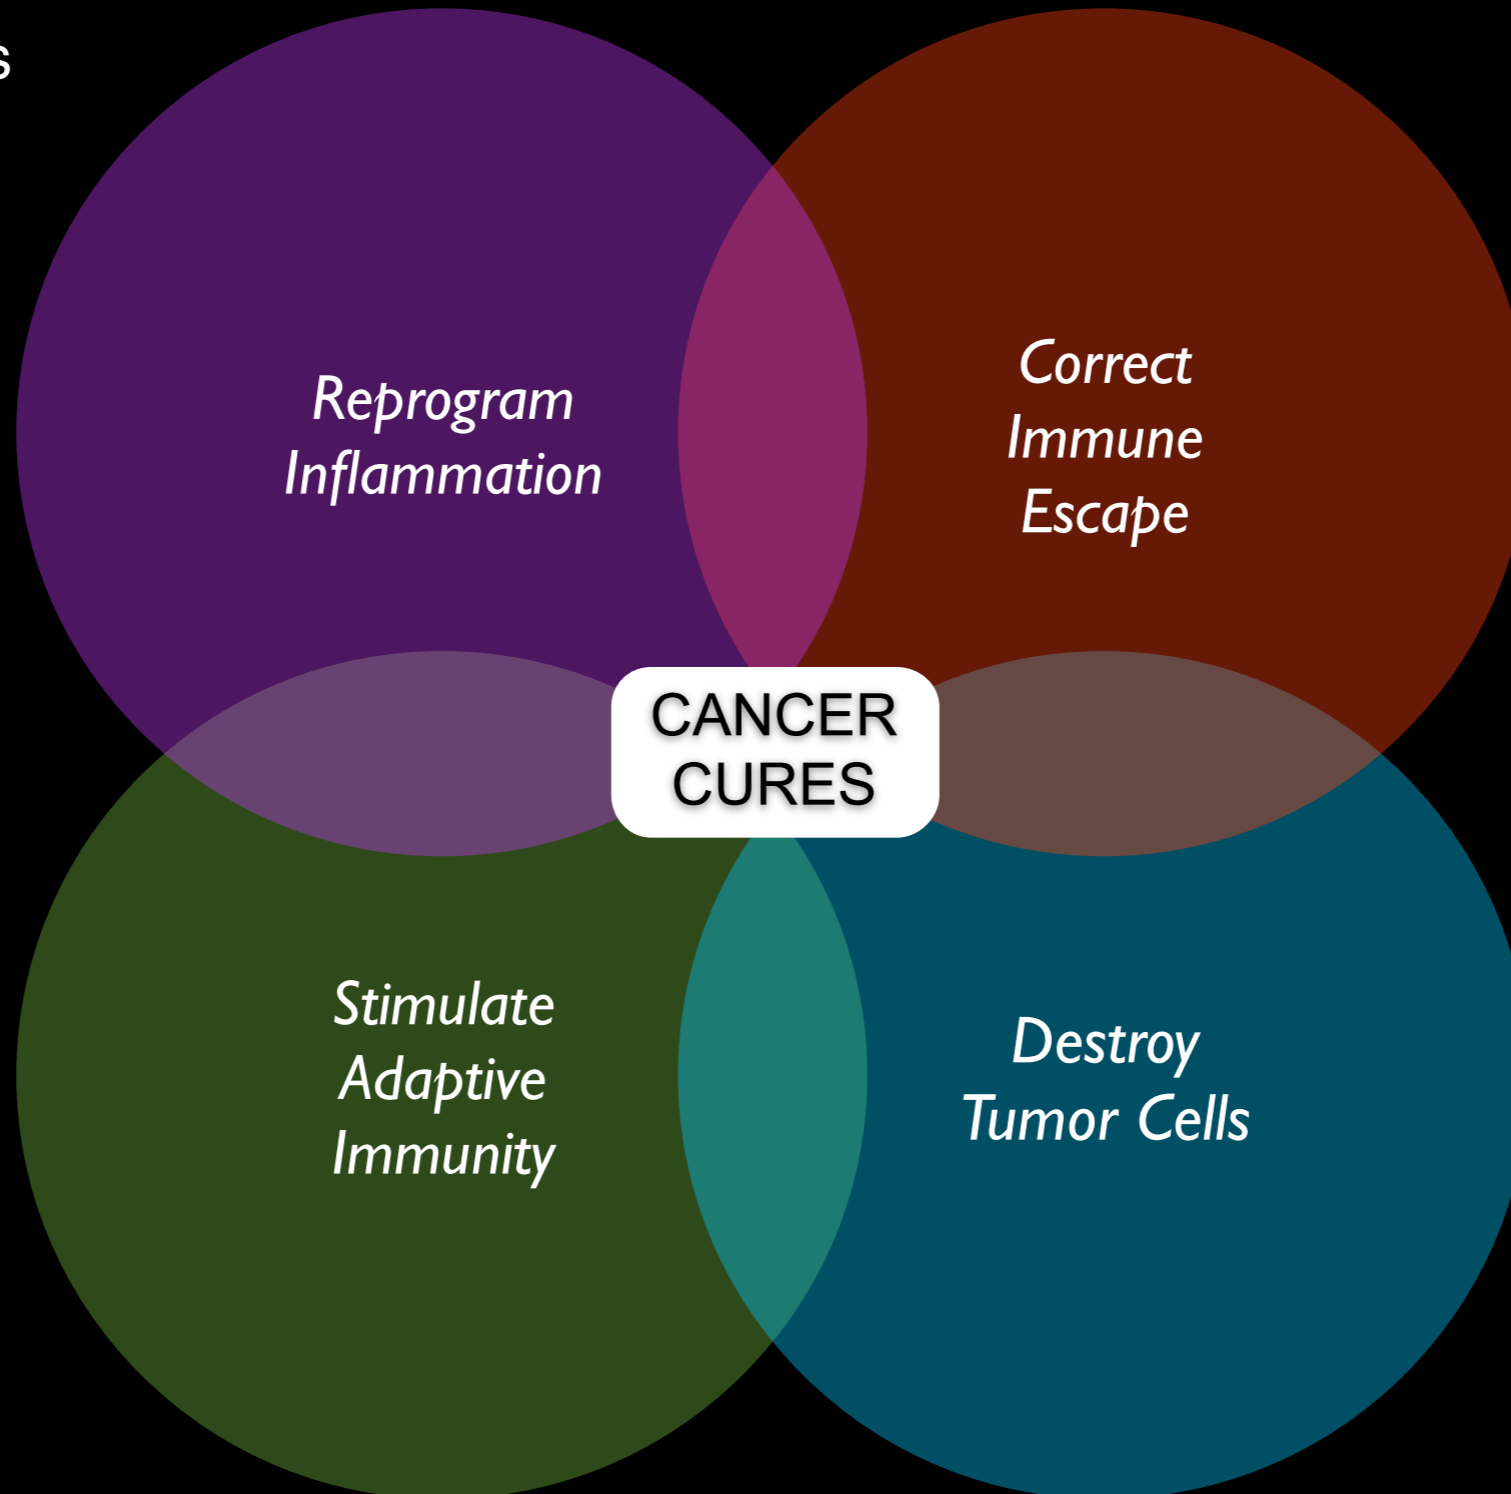 Reprogram
Inflammation
Correct
Immune
Escape
CANCER
CURES
Stimulate
Adaptive
Immunity
Destroy
Tumor Cells